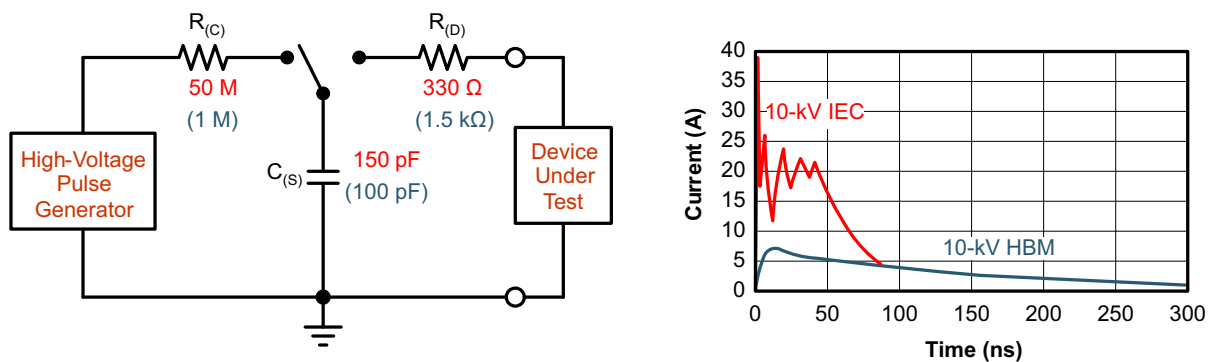 R(C)
50 M
(1 M)
R(D)
330 Ω
(1.5 kΩ)
High-Voltage
Pulse
Generator
C(S)
150 pF
(100 pF)
Device
Under
Test
40
35
30
25
20
15
10
5
0
Current (A)
10-kV IEC
10-kV HBM
0
50
100
150
200
250
300
Time (ns)